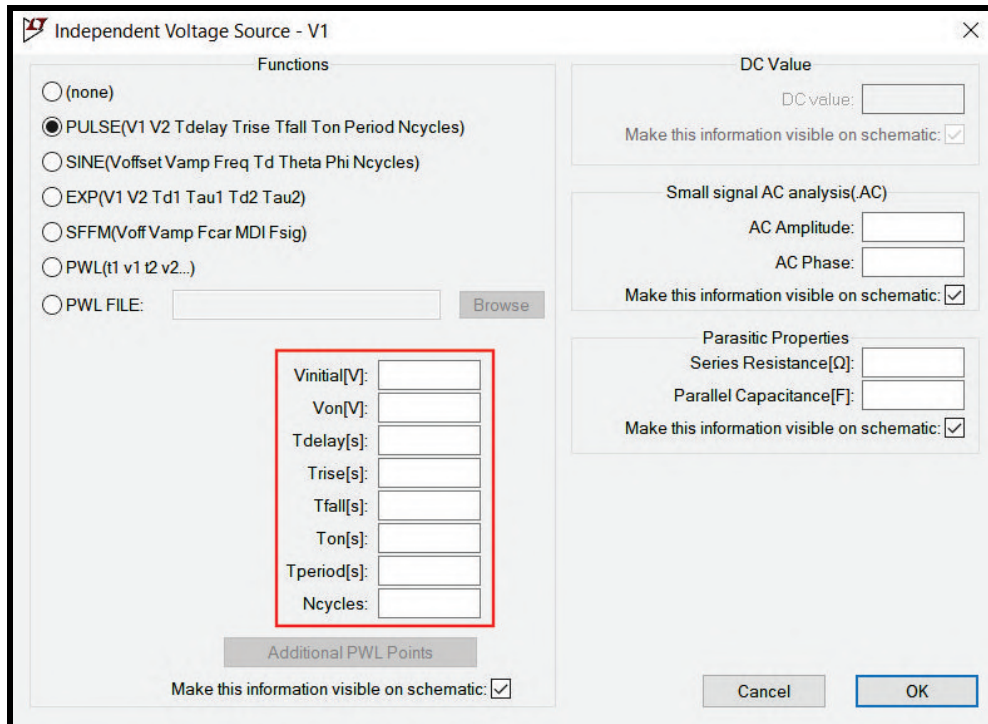 Independent Voltage Source - V1
Functions
(none)
PULSE(V1 V2 Tdelay Trise Tfall Ton Period Ncycles)
SINE(Voffset Vamp Freq Td Theta Phi Ncycles)
EXP(V1 V2 Td1 Tau1 Td2 Tau2)
SFFM(Voff Vamp Fcar MDI Fsig)
PWL(t1 v1 t2 v2...)
PWL FILE:
Browse
Vinitial[V]:
Von[V]:
Tdelay[s]:
Trise[s]:
Tfall[s]:
Ton[s]:
Tperiod[s]:
Ncycles:
Additional PWL Points
Make this information visible on schematic:
DC Value
DC value:
Make this information visible on schematic:
Small signal AC analysis(.AC)
AC Amplitude:
AC Phase:
Make this information visible on schematic:
Parasitic Properties
Series Resistance[Ω]:
Parallel Capacitance[F]:
Make this information visible on schematic:
Cancel
OK